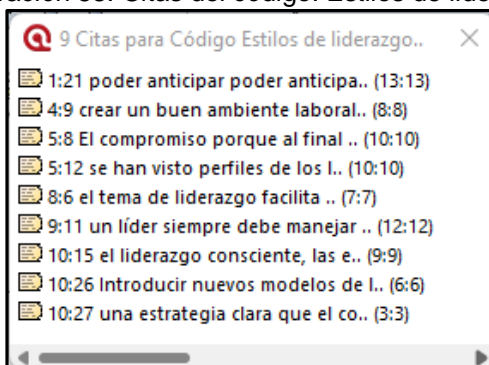 9 Citas para Código Estilos de liderazgo..
1:21 poder anticipar poder anticipa.. (13:13)
4:9 crear un buen ambiente laboral.. (8:8)
5:8 El compromiso porque al final .. (10:10)
5:12 se han visto perfiles de los l.. (10:10)
8:6 el tema de liderazgo facilita .. (7:7)
9:11 un líder siempre debe manejar .. (12:12)
10:15 el liderazgo consciente, las e.. (9:9)
10:26 Introducir nuevos modelos de l.. (6:6)
10:27 una estrategia clara que el co.. (3:3)